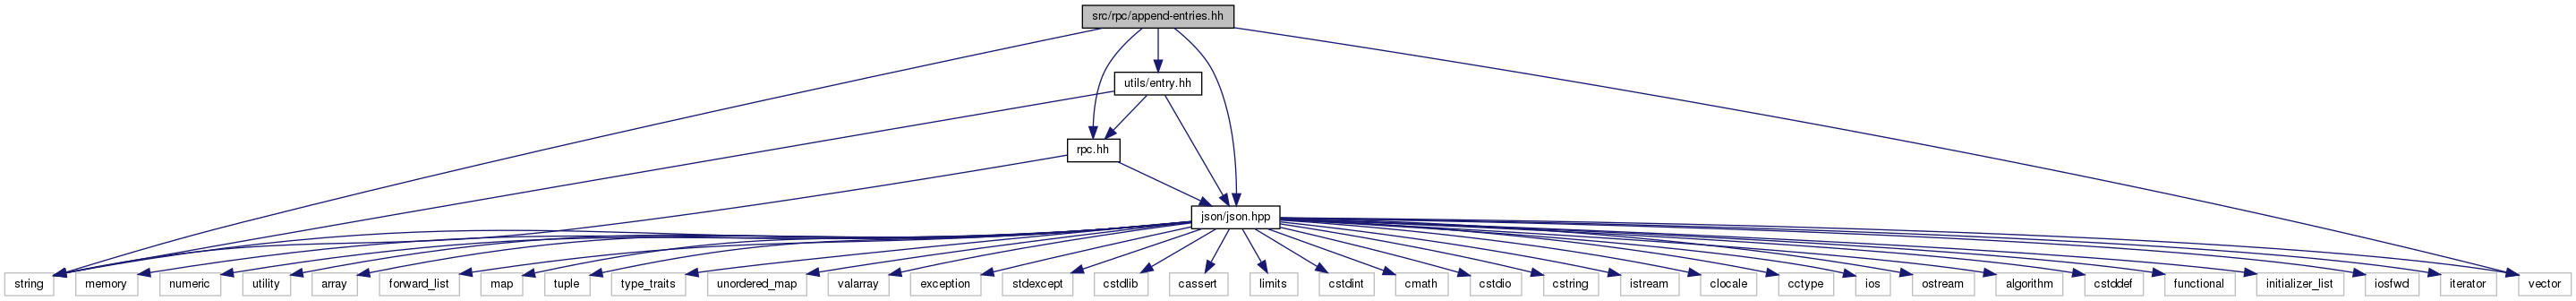 src/rpc/append-entries.hh
utils/entry.hh
rpc.hh
json/json.hpp
string
memory
numeric
utility
array
forward_list
map
tuple
type_traits
unordered_map
valarray
exception
stdexcept
cstdlib
cassert
limits
cstdint
cmath
cstdio
cstring
istream
clocale
cctype
ios
ostream
algorithm
cstddef
functional
initializer_list
iosfwd
iterator
vector